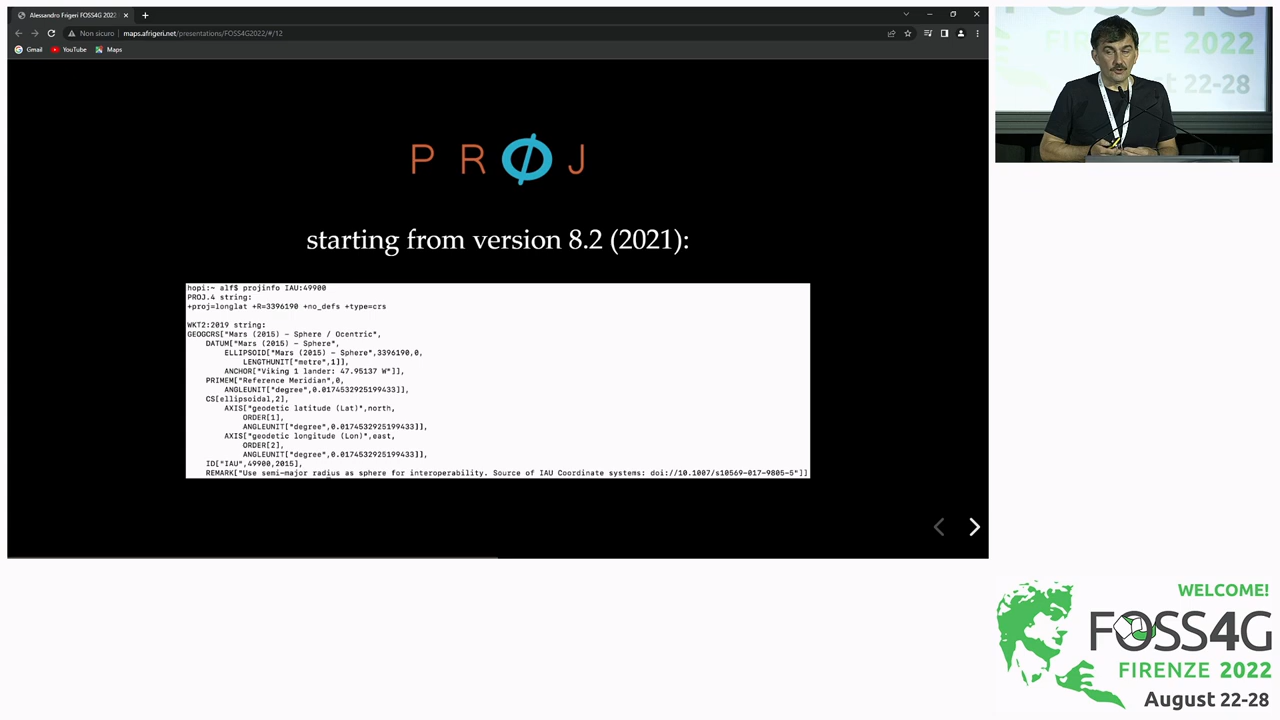 Alessandro Frigeri FOSS4G 2022
Non sicuro | maps.afrigeri.net/presentations/FOSS4G2022/#/12
Gmail YouTube Maps
PROJ
starting from version 8.2 (2021):
hopi:~ alf$ projinfo IAU:49900
PROJ.4 string:
+proj=longlat +R=3396190 +no_defs +type=crs
WKT2:2019 string:
GEOGCRS["Mars (2015) - Sphere / Ocentric",
DATUM["Mars (2015) - Sphere",
ELLIPSOID["Mars (2015) - Sphere",3396190,0,
LENGTHUNIT["metre",1]],
ANCHOR["Viking 1 lander: 47.95137 W"]],
PRIMEM["Reference Meridian",0,
ANGLEUNIT["degree",0.0174532925199433]],
CS[ellipsoidal,2],
AXIS["geodetic latitude (Lat)",north,
ORDER[1],
ANGLEUNIT["degree",0.0174532925199433]],
AXIS["geodetic longitude (Lon)",east,
ORDER[2],
ANGLEUNIT["degree",0.0174532925199433]],
ID["IAU",49900,2015],
REMARK["Use semi-major radius as sphere for interoperability. Source of IAU Coordinate systems: doi://10.1007/s10569-017-9805-5"]]
FOSS4G
FIRENZE 2022
August 22-28
WELCOME!
FOSS4G
FIRENZE 2022
August 22-28